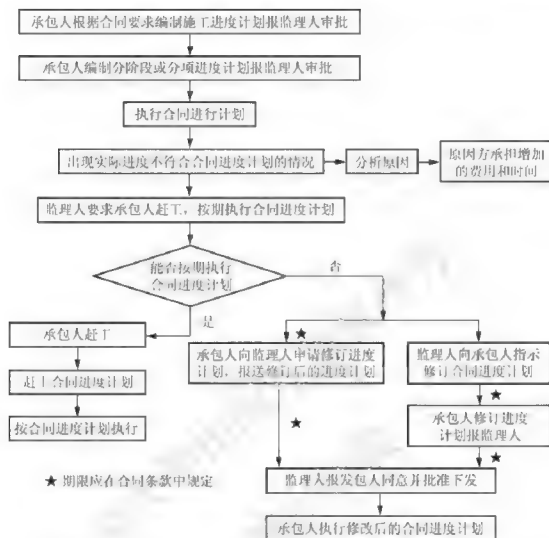 承包人根据合同要求编制施工进度计划报监理人审批
承包人编制分阶段或分项进度计划报监理人审批
执行合同进行计划
出现实际进度不符合合同进度计划的情况
分析原因
原因方承担增加
的费用和时间
监理人要求承包人赶工，按期执行合同进度计划
能否按期执行
合同进度计划
否
是
承包人赶工
赶上合同进度计划
按合同进度计划执行
★
承包人向监理人申请修订进度
计划，报送修订后的进度计划
监理人向承包人指示
修订合同进度计划
★
承包人修订进度
计划报监理人
★
★
★ 期限应在合同条款中规定
监理人报发包人同意并批准下发
承包人执行修改后的合同进度计划